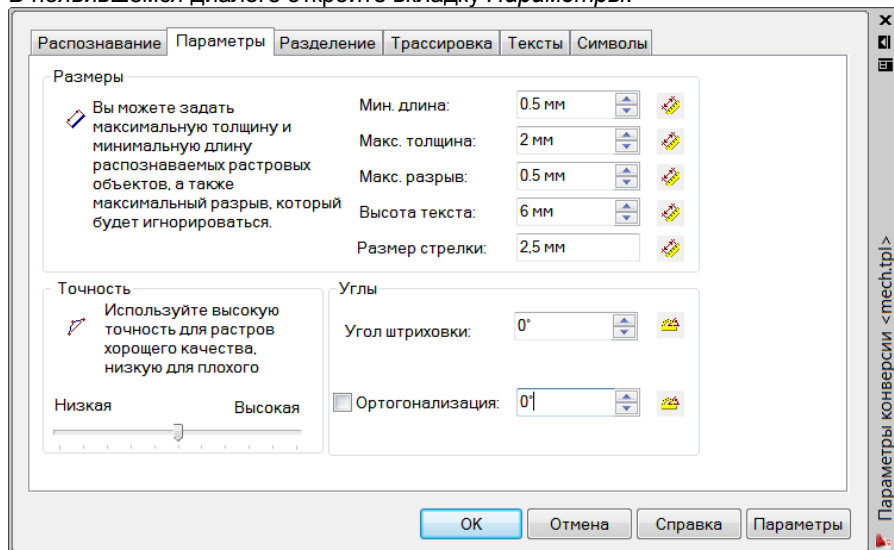 В появившемся диалоге откройте вкладку Параметры.
Распознавание Параметры Разделение Трассировка Тексты Символы
Размеры
Вы можете задать
максимальную толщину и
минимальную длину
распознаваемых растровых
объектов, а также
максимальный разрыв, который
будет игнорироваться.
Мин. длина: 0.5 мм
Макс. толщина: 2 мм
Макс. разрыв: 0.5 мм
Высота текста: 6 мм
Размер стрелки: 2,5 мм
Точность
Используйте высокую
точность для растров
хорощего качества,
низкую для плохого
Низкая Высокая
Углы
Угол штриховки: 0°
Ортогонализация: 0°
OK Отмена Справка Параметры
Параметры конверсии <mech.tpl>